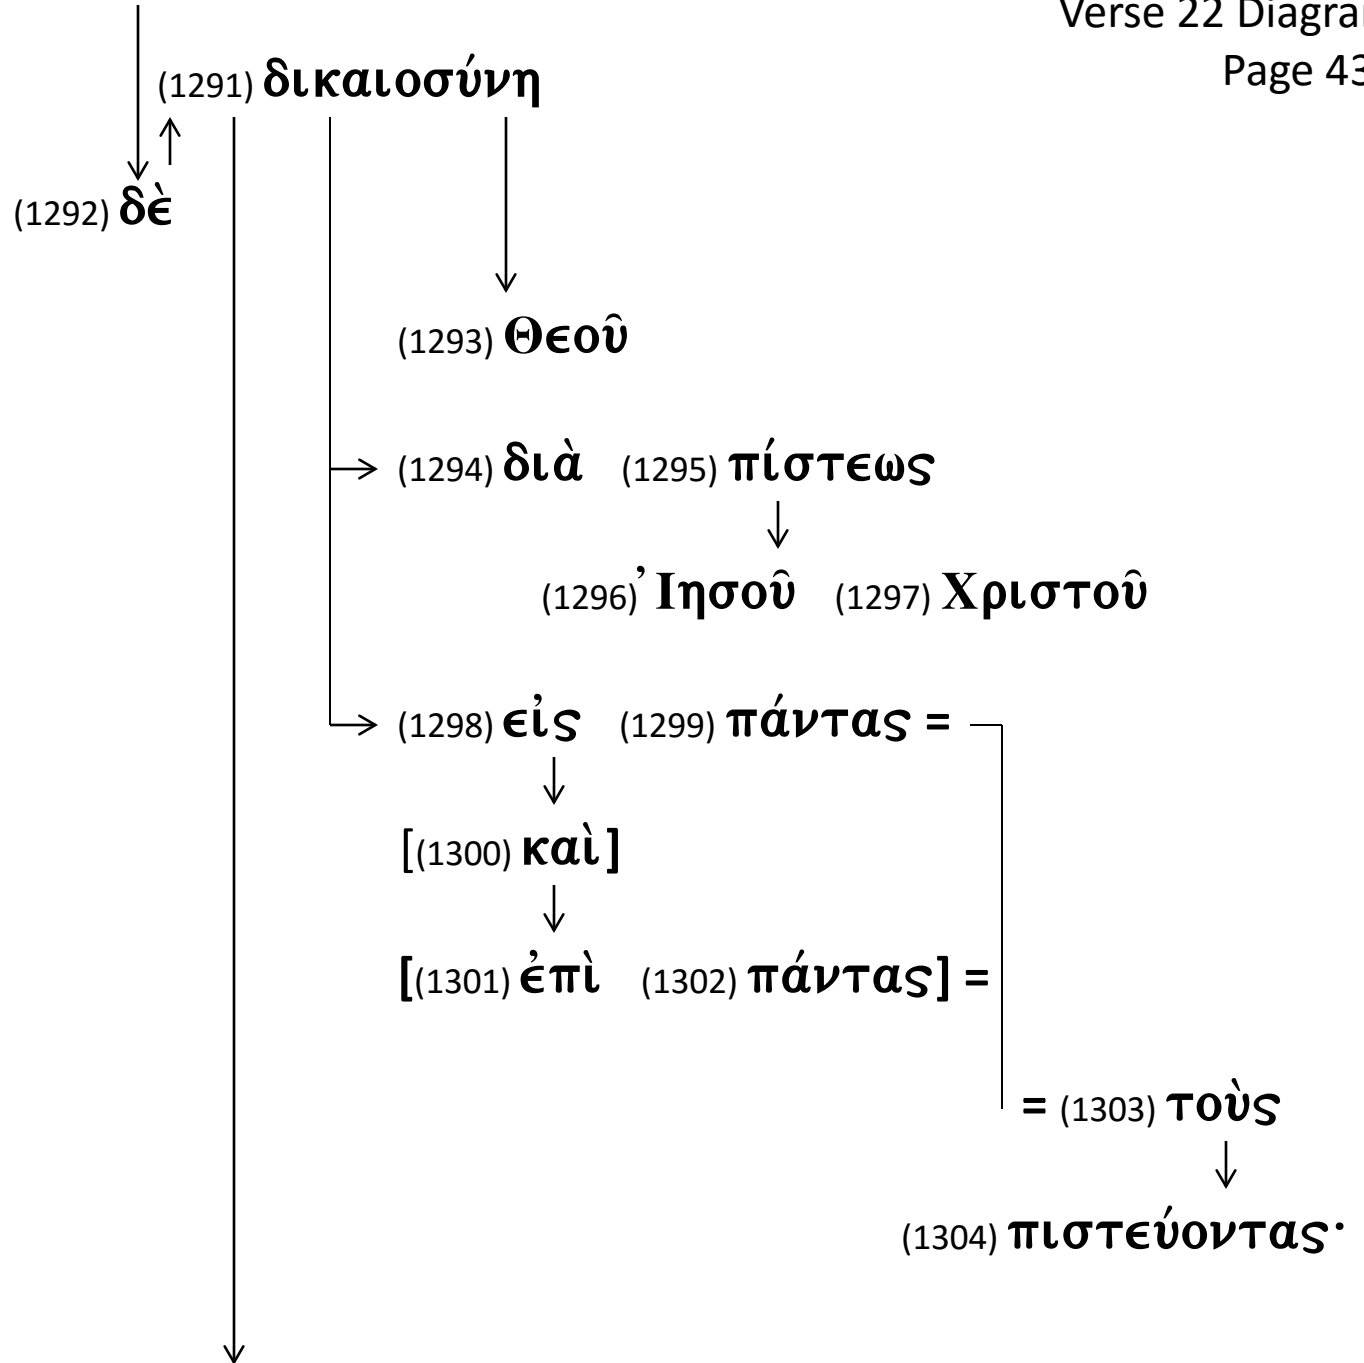 Verse 22 Diagra
Page 43
(1291) δικαιοσύνη
(1292) δὲ
(1293) Θεοῦ
(1294) διὰ (1295) πίστεως
(1296) Ἰησοῦ (1297) Χριστοῦ
(1298) εἰς (1299) πάντας =
[(1300) καὶ]
[(1301) ἐπὶ (1302) πάντας] =
= (1303) τοὺς
(1304) πιστεύοντας·